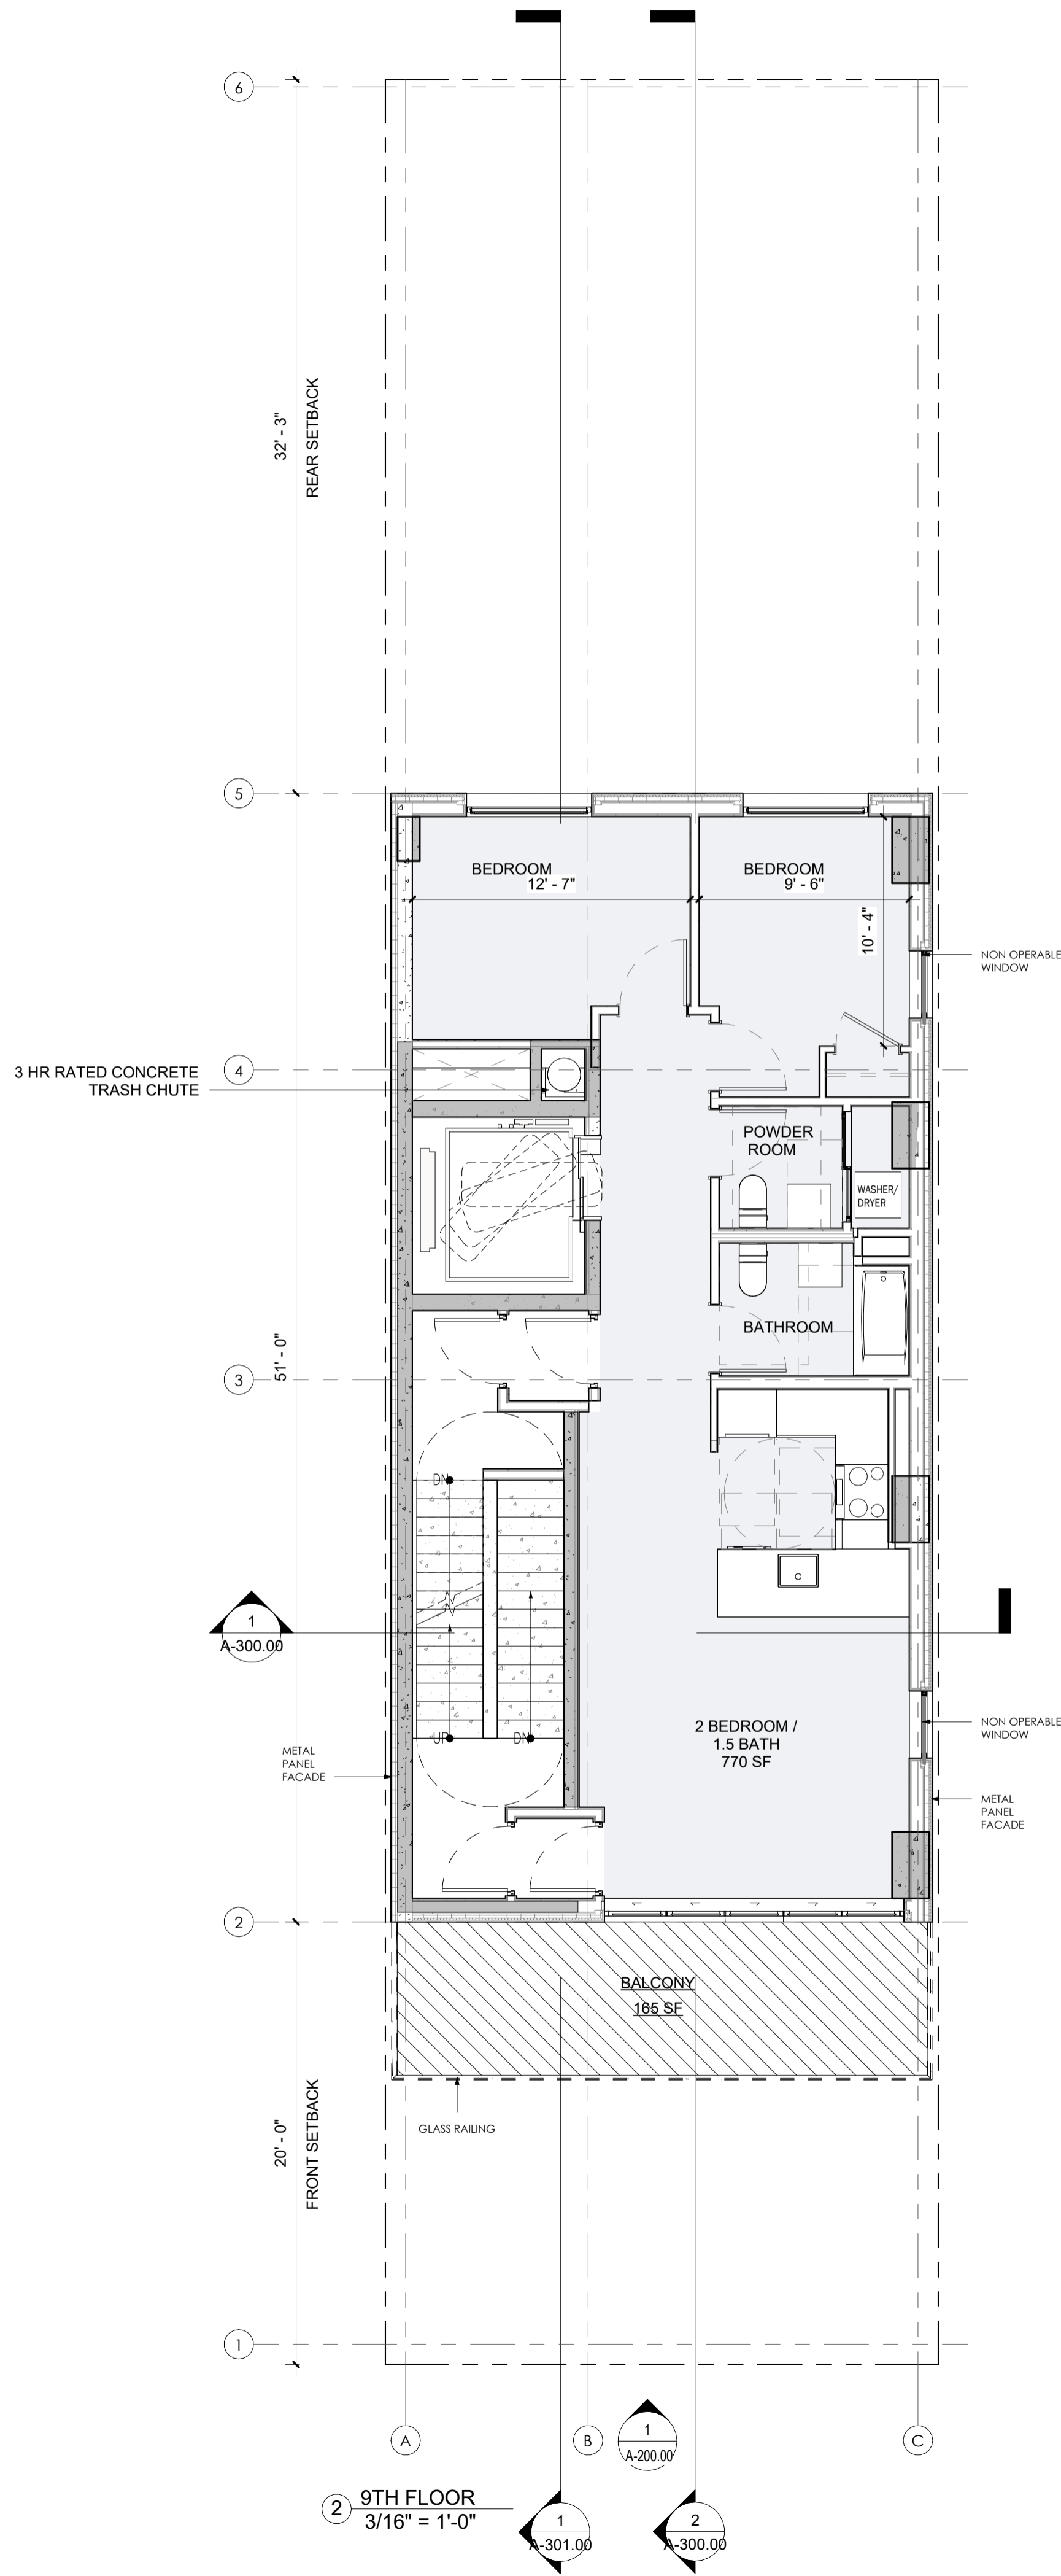 6
32' - 3"
REAR SETBACK
5
BEDROOM
12' - 7"
BEDROOM
9' - 6"
10' - 4"
NON OPERABLE
WINDOW
3 HR RATED CONCRETE
TRASH CHUTE
4
POWDER
ROOM
WASHER/
DRYER
BATHROOM
3
51' - 0"
DN
1
A-300.00
UP
DN
2 BEDROOM /
1.5 BATH
770 SF
NON OPERABLE
WINDOW
METAL
PANEL
FACADE
METAL
PANEL
FACADE
2
BALCONY
165 SF
20' - 0"
FRONT SETBACK
GLASS RAILING
1
A
B
C
1
A-200.00
2
9TH FLOOR
3/16" = 1'-0"
1
A-301.00
2
A-300.00